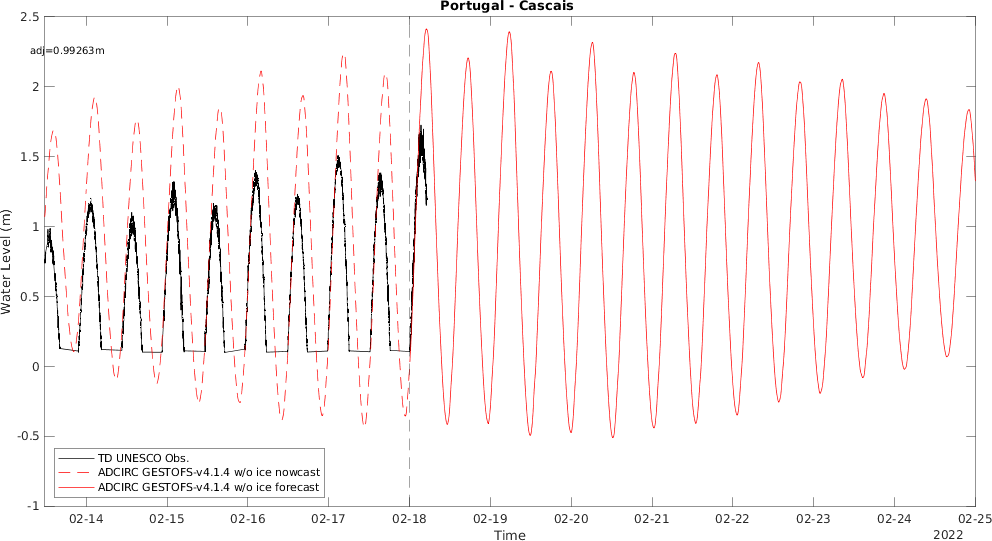 Portugal - Cascais
adj=0.99263m
2.5
2
1.5
1
0.5
0
-0.5
-1
Water Level (m)
TD UNESCO Obs.
ADCIRC GESTOFS-v4.1.4 w/o ice nowcast
ADCIRC GESTOFS-v4.1.4 w/o ice forecast
02-14 02-15 02-16 02-17 02-18 02-19 02-20 02-21 02-22 02-23 02-24 02-25
Time
2022